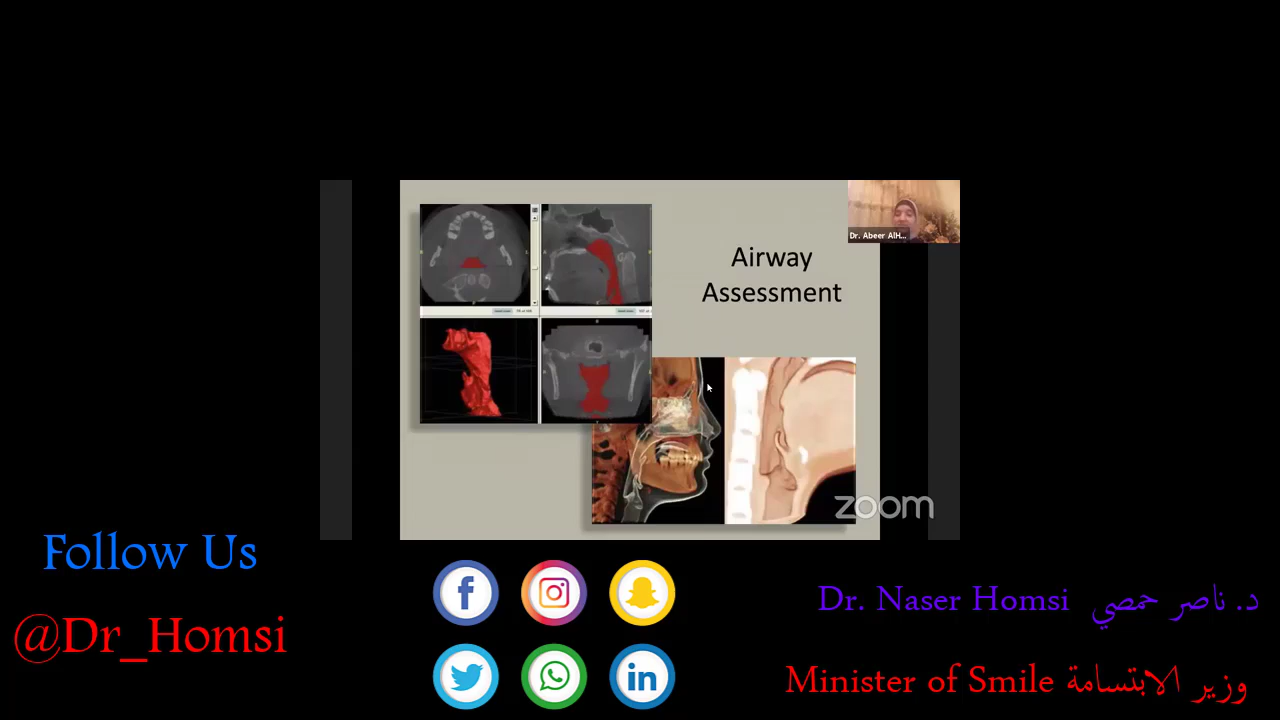 Airway
Assessment
Dr. Abeer AlH...
zoom
Follow Us
@Dr_Homsi
Dr. Naser Homsi د. ناصر حمصي
Minister of Smile وزير الابتسامة